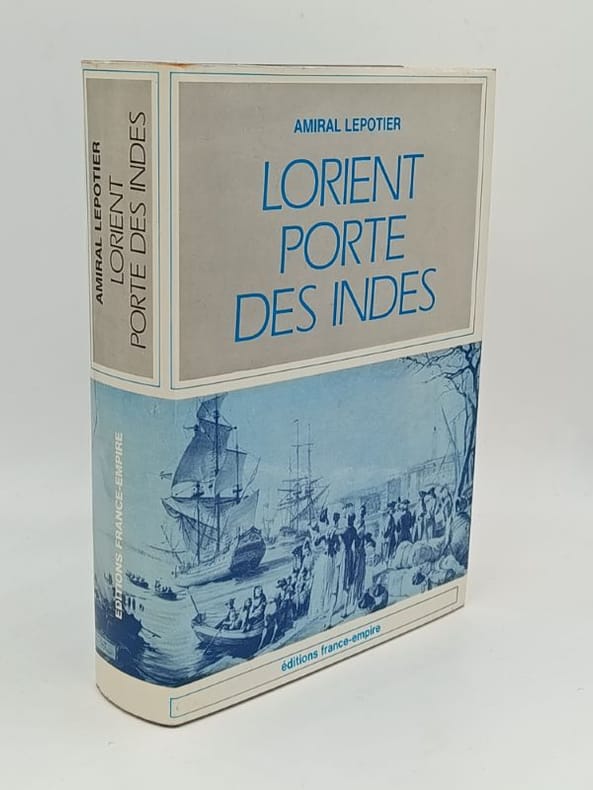 AMIRAL LEPOTIER
LORIENT
PORTE DES INDES
EDITIONS FRANCE-EMPIRE
AMIRAL LEPOTIER
LORIENT
PORTE
DES INDES
éditions france-empire